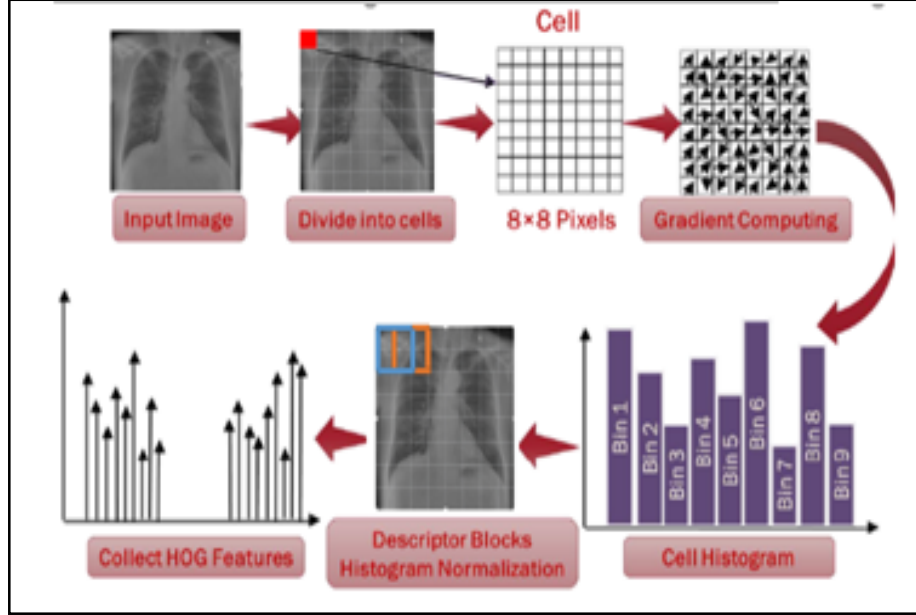 Cell
Input Image
Divide into cells
8×8 Pixels
Gradient Computing
Bin 1
Bin 2
Bin 3
Bin 4
Bin 5
Bin 6
Bin 7
Bin 8
Bin 9
Collect HOG Features
Descriptor Blocks
Histogram Normalization
Cell Histogram